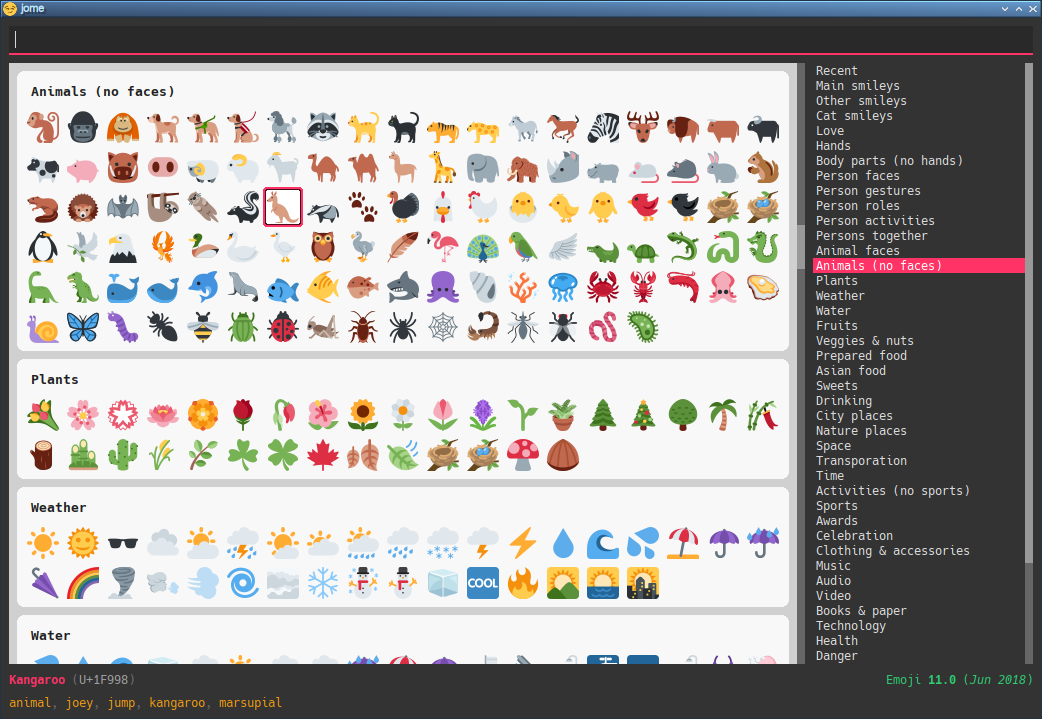 jome
Animals (no faces)
Plants
Weather
COOL
Water
Recent
Main smileys
Other smileys
Cat smileys
Love
Hands
Body parts (no hands)
Person faces
Person gestures
Person roles
Person activities
Persons together
Animal faces
Animals (no faces)
Plants
Weather
Water
Fruits
Veggies & nuts
Prepared food
Asian food
Sweets
Drinking
City places
Nature places
Space
Transporation
Time
Activities (no sports)
Sports
Awards
Celebration
Clothing & accessories
Music
Audio
Video
Books & paper
Technology
Health
Danger
Kangaroo (U+1F998)
Emoji 11.0 (Jun 2018)
animal, joey, jump, kangaroo, marsupial